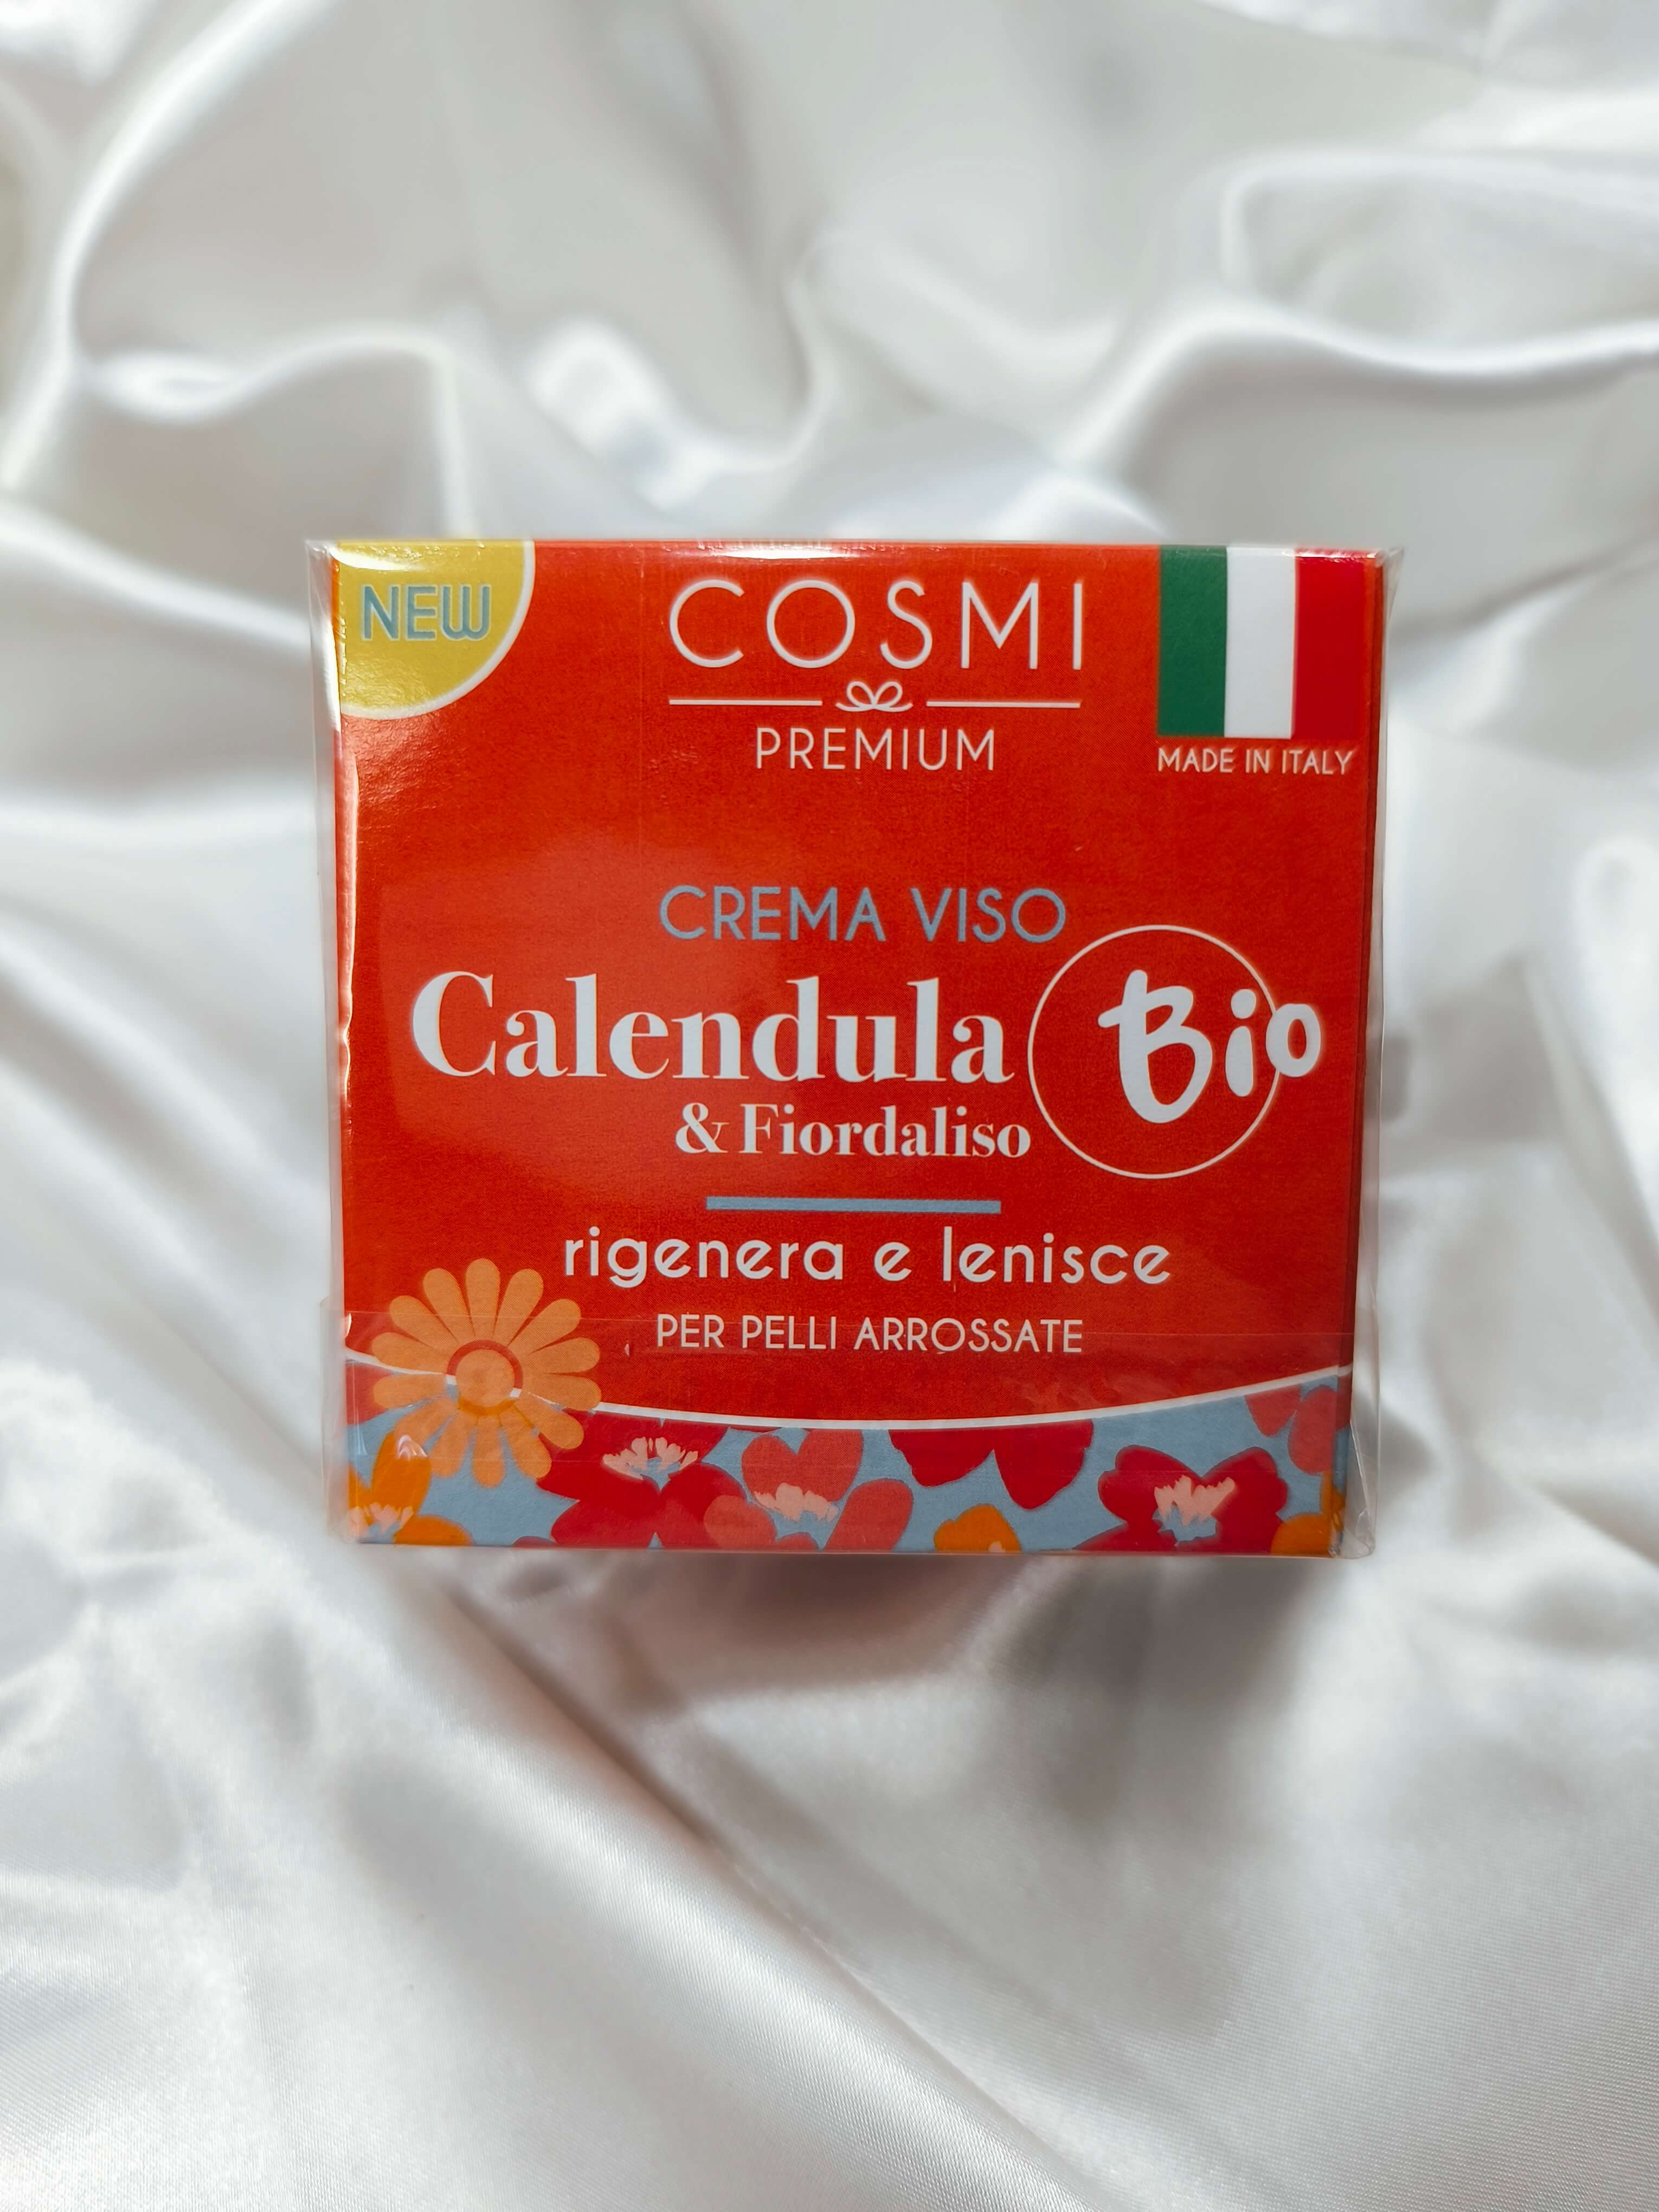 NEW
COSMI
PREMIUM
MADE IN ITALY
CREMA VISO
Calendula Bio
& Fiordaliso
rigenera e lenisce
PER PELLI ARROSSATE